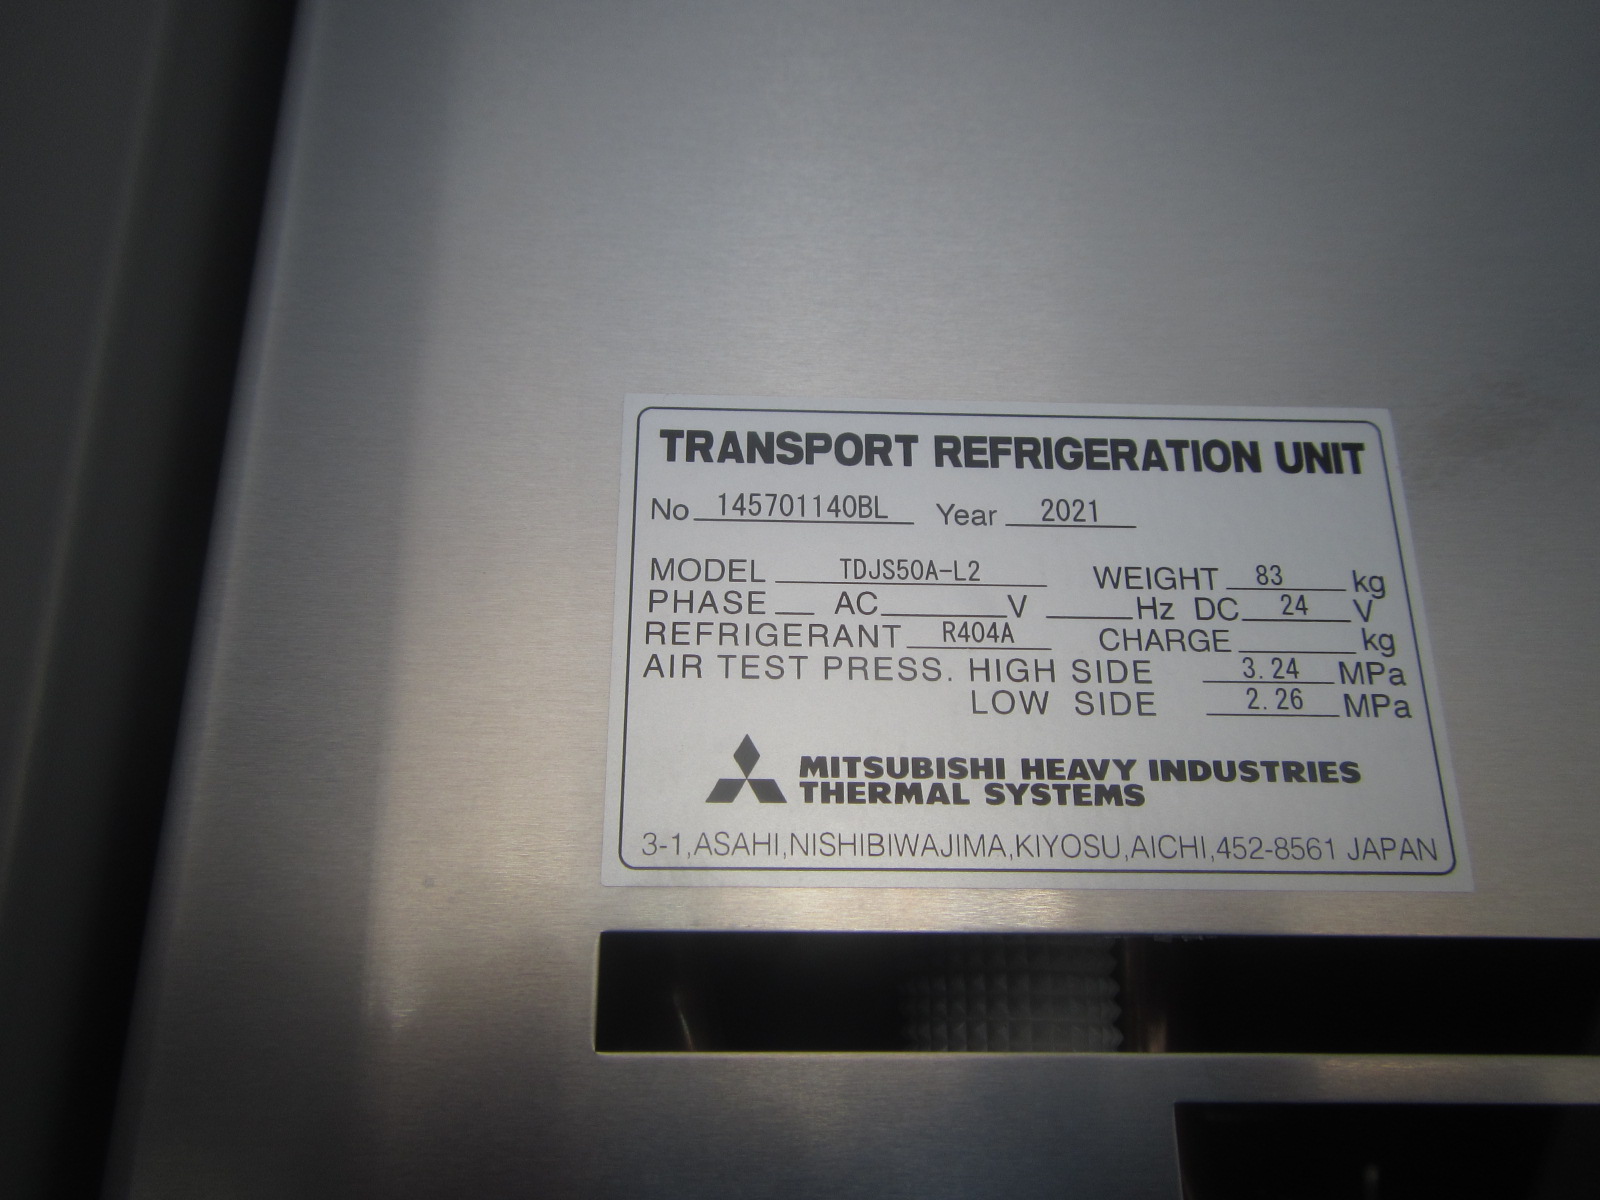 TRANSPORT REFRIGERATION UNIT
No 145701140BL Year 2021
MODEL TDJS50A-L2 WEIGHT 83 kg
PHASE AC V Hz DC 24 V
REFRIGERANT R404A CHARGE kg
AIR TEST PRESS. HIGH SIDE 3.24 MPa
LOW SIDE 2.26 MPa
MITSUBISHI HEAVY INDUSTRIES
THERMAL SYSTEMS
3-1,ASAHI,NISHIBIWAJIMA,KIYOSU,AICHI,452-8561 JAPAN